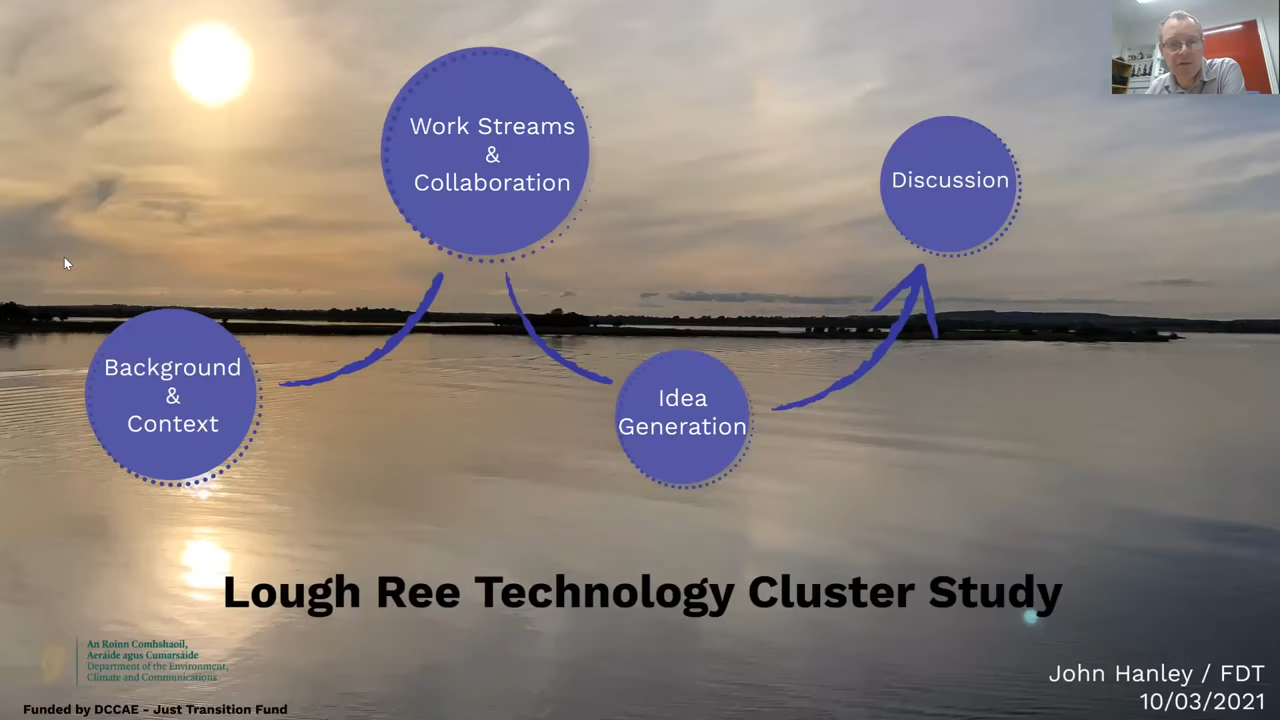 Work Streams
&
Collaboration
Discussion
Background
&
Context
Idea
Generation
Lough Ree Technology Cluster Study
An Roinn Comhshaoil,
Aeráide agus Cumarsáide
Department of the Environment,
Climate and Communications
Funded by DCCAE - Just Transition Fund
John Hanley / FDT
10/03/2021